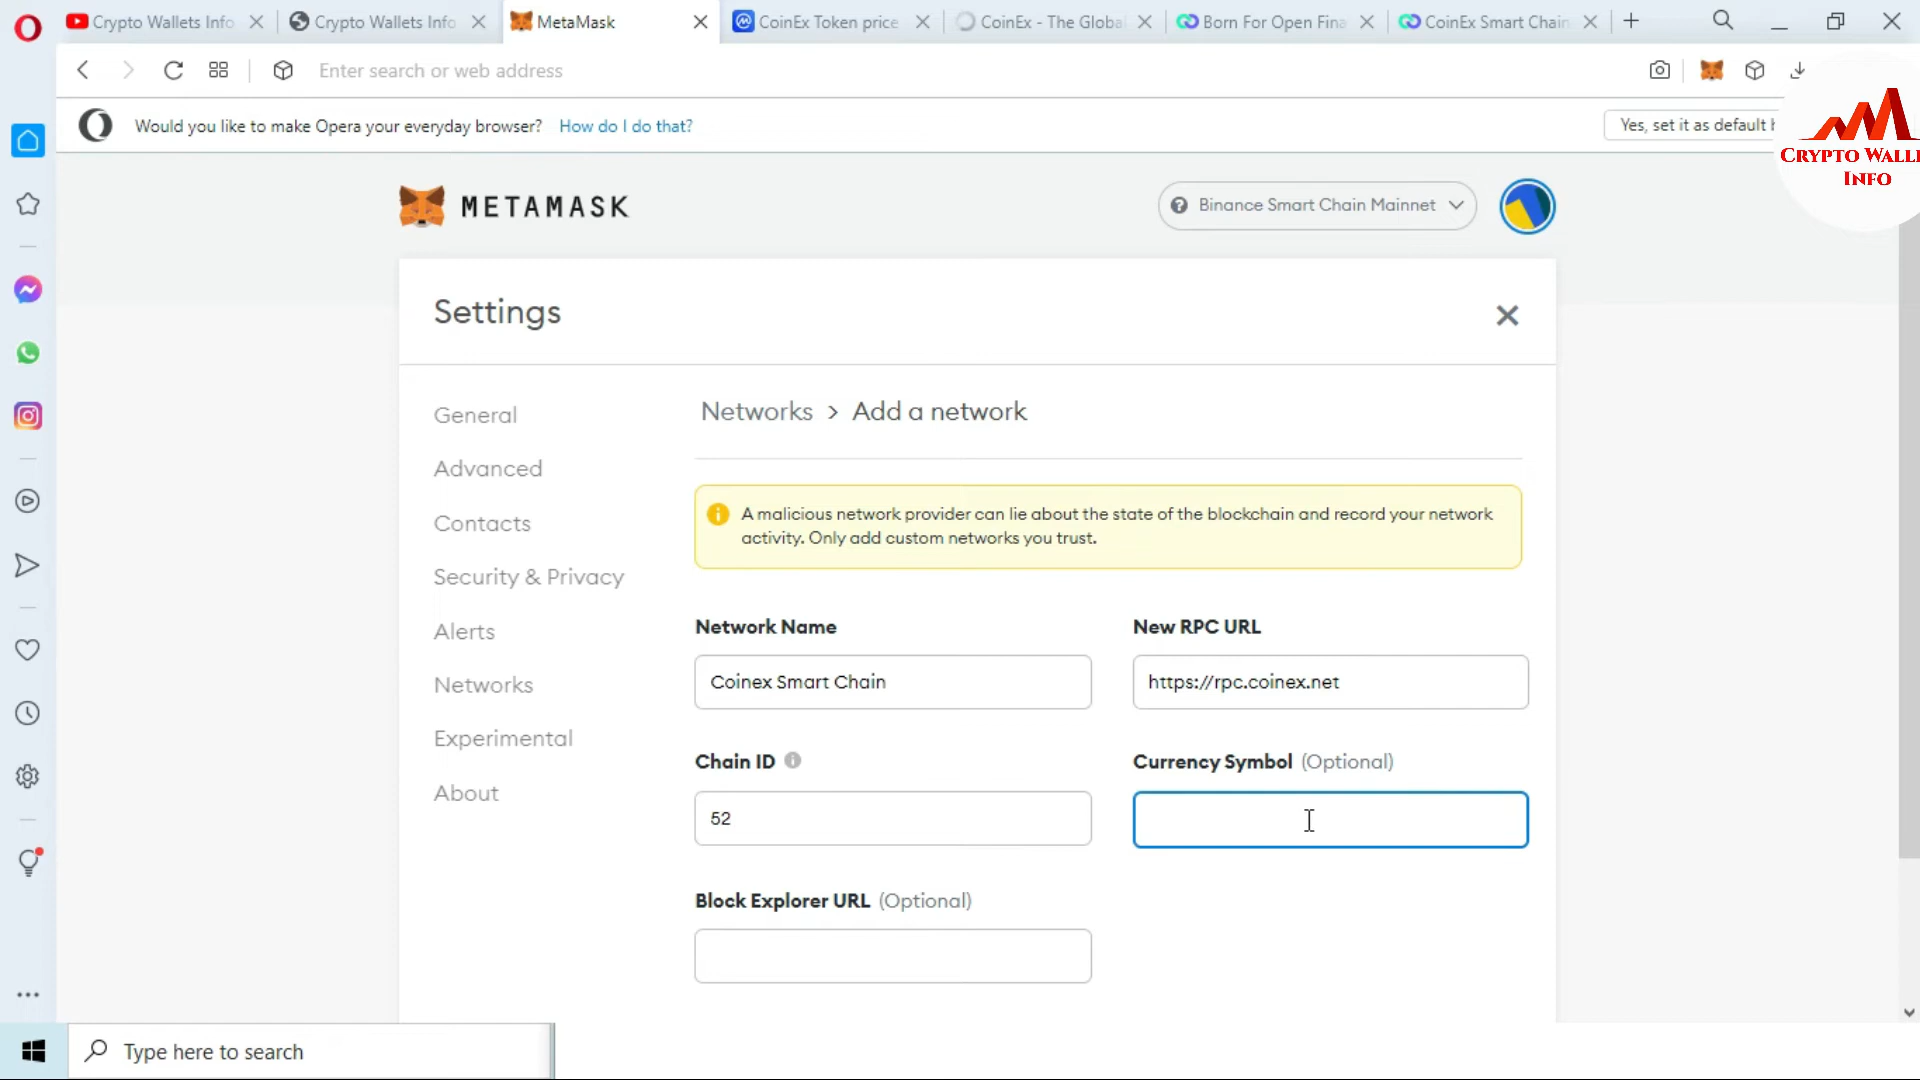 Crypto Wallets Info
Crypto Wallets Info
MetaMask
CoinEx Token price
CoinEx - The Global
Born For Open Fina
CoinEx Smart Chain
Enter search or web address
Would you like to make Opera your everyday browser? How do I do that?
Yes, set it as default
CRYPTO WALLE
INFO
METAMASK
Binance Smart Chain Mainnet
Settings
General
Advanced
Contacts
Security & Privacy
Alerts
Networks
Experimental
About
Networks > Add a network
A malicious network provider can lie about the state of the blockchain and record your network
activity. Only add custom networks you trust.
Network Name
New RPC URL
Coinex Smart Chain
https://rpc.coinex.net
Chain ID
Currency Symbol (Optional)
52
Block Explorer URL (Optional)
Type here to search